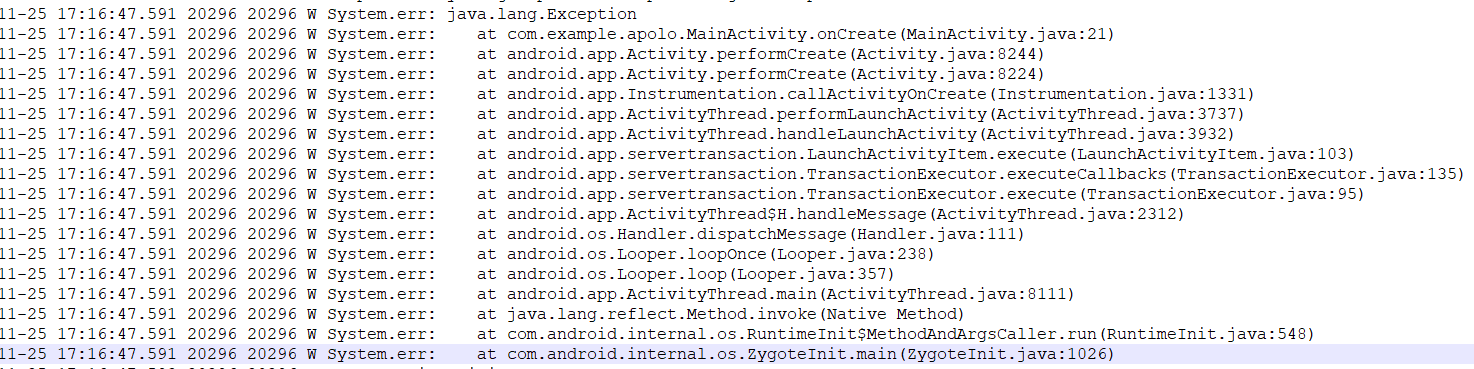 11-25 17:16:47.591 20296 20296 W System.err: java.lang.Exception
11-25 17:16:47.591 20296 20296 W System.err:    at com.example.apolo.MainActivity.onCreate(MainActivity.java:21)
11-25 17:16:47.591 20296 20296 W System.err:    at android.app.Activity.performCreate(Activity.java:8244)
11-25 17:16:47.591 20296 20296 W System.err:    at android.app.Activity.performCreate(Activity.java:8224)
11-25 17:16:47.591 20296 20296 W System.err:    at android.app.Instrumentation.callActivityOnCreate(Instrumentation.java:1331)
11-25 17:16:47.591 20296 20296 W System.err:    at android.app.ActivityThread.performLaunchActivity(ActivityThread.java:3737)
11-25 17:16:47.591 20296 20296 W System.err:    at android.app.ActivityThread.handleLaunchActivity(ActivityThread.java:3932)
11-25 17:16:47.591 20296 20296 W System.err:    at android.app.servertransaction.LaunchActivityItem.execute(LaunchActivityItem.java:103)
11-25 17:16:47.591 20296 20296 W System.err:    at android.app.servertransaction.TransactionExecutor.executeCallbacks(TransactionExecutor.java:135)
11-25 17:16:47.591 20296 20296 W System.err:    at android.app.servertransaction.TransactionExecutor.execute(TransactionExecutor.java:95)
11-25 17:16:47.591 20296 20296 W System.err:    at android.app.ActivityThread$H.handleMessage(ActivityThread.java:2312)
11-25 17:16:47.591 20296 20296 W System.err:    at android.os.Handler.dispatchMessage(Handler.java:111)
11-25 17:16:47.591 20296 20296 W System.err:    at android.os.Looper.loopOnce(Looper.java:238)
11-25 17:16:47.591 20296 20296 W System.err:    at android.os.Looper.loop(Looper.java:357)
11-25 17:16:47.591 20296 20296 W System.err:    at android.app.ActivityThread.main(ActivityThread.java:8111)
11-25 17:16:47.591 20296 20296 W System.err:    at java.lang.reflect.Method.invoke(Native Method)
11-25 17:16:47.591 20296 20296 W System.err:    at com.android.internal.os.RuntimeInit$MethodAndArgsCaller.run(RuntimeInit.java:548)
11-25 17:16:47.591 20296 20296 W System.err:    at com.android.internal.os.ZygoteInit.main(ZygoteInit.java:1026)